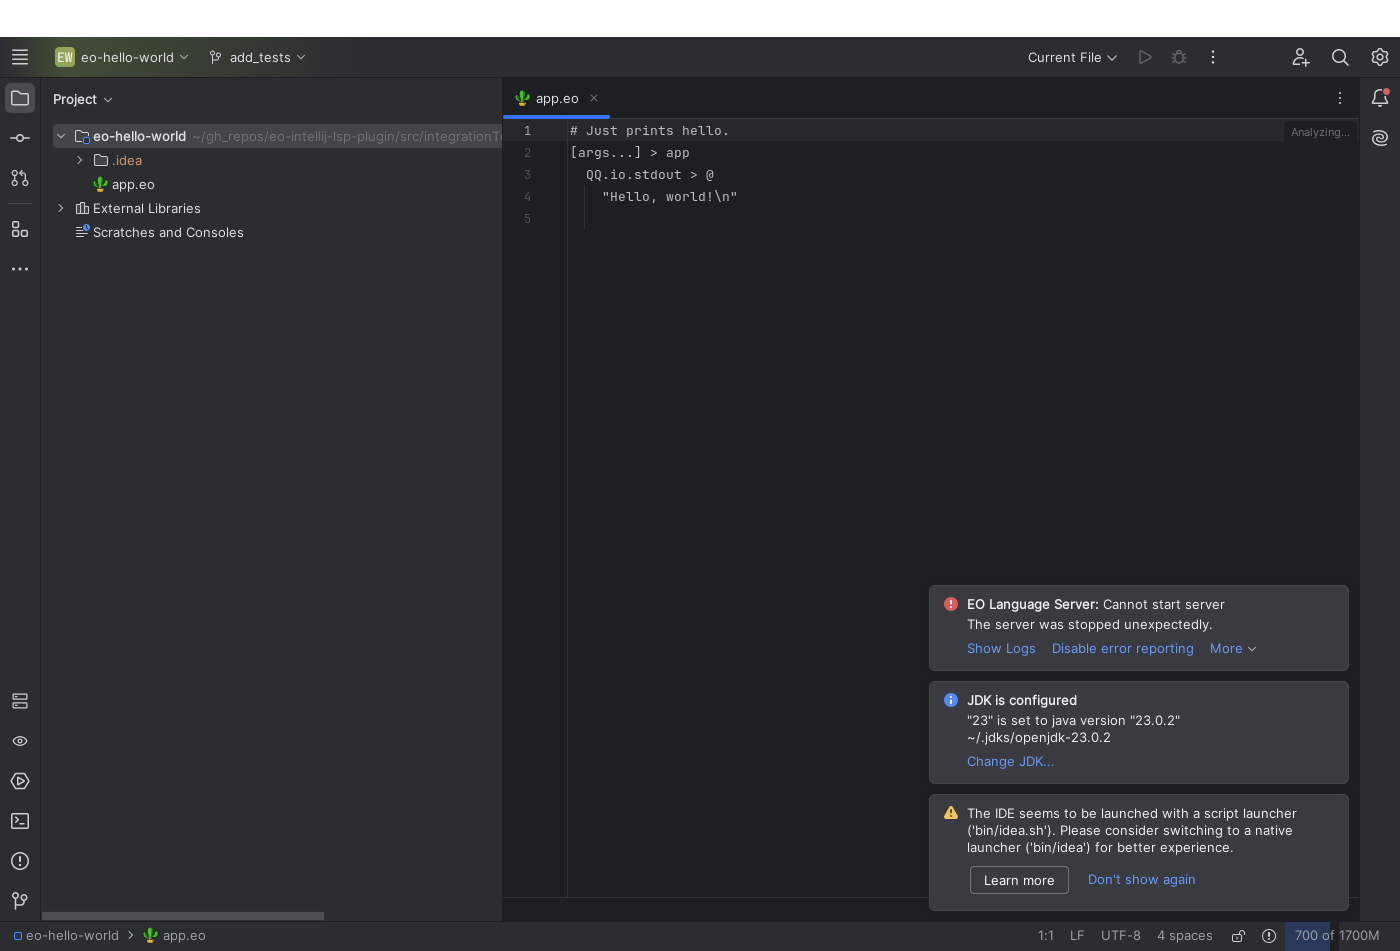 EW eo-hello-world add_tests Current File
Project
app.eo
eo-hello-world ~/gh_repos/eo-intellij-lsp-plugin/src/integrationTe
.idea
app.eo
External Libraries
Scratches and Consoles
1 # Just prints hello.
Analyzing...
2 [args...] > app
3 QQ.io.stdout > @
4 "Hello, world!\n"
5
EO Language Server: Cannot start server
The server was stopped unexpectedly.
Show Logs Disable error reporting More
JDK is configured
"23" is set to java version "23.0.2"
~/.jdks/openjdk-23.0.2
Change JDK...
The IDE seems to be launched with a script launcher
('bin/idea.sh'). Please consider switching to a native
launcher ('bin/idea') for better experience.
Learn more Don't show again
eo-hello-world app.eo 1:1 LF UTF-8 4 spaces 700 of 1700M